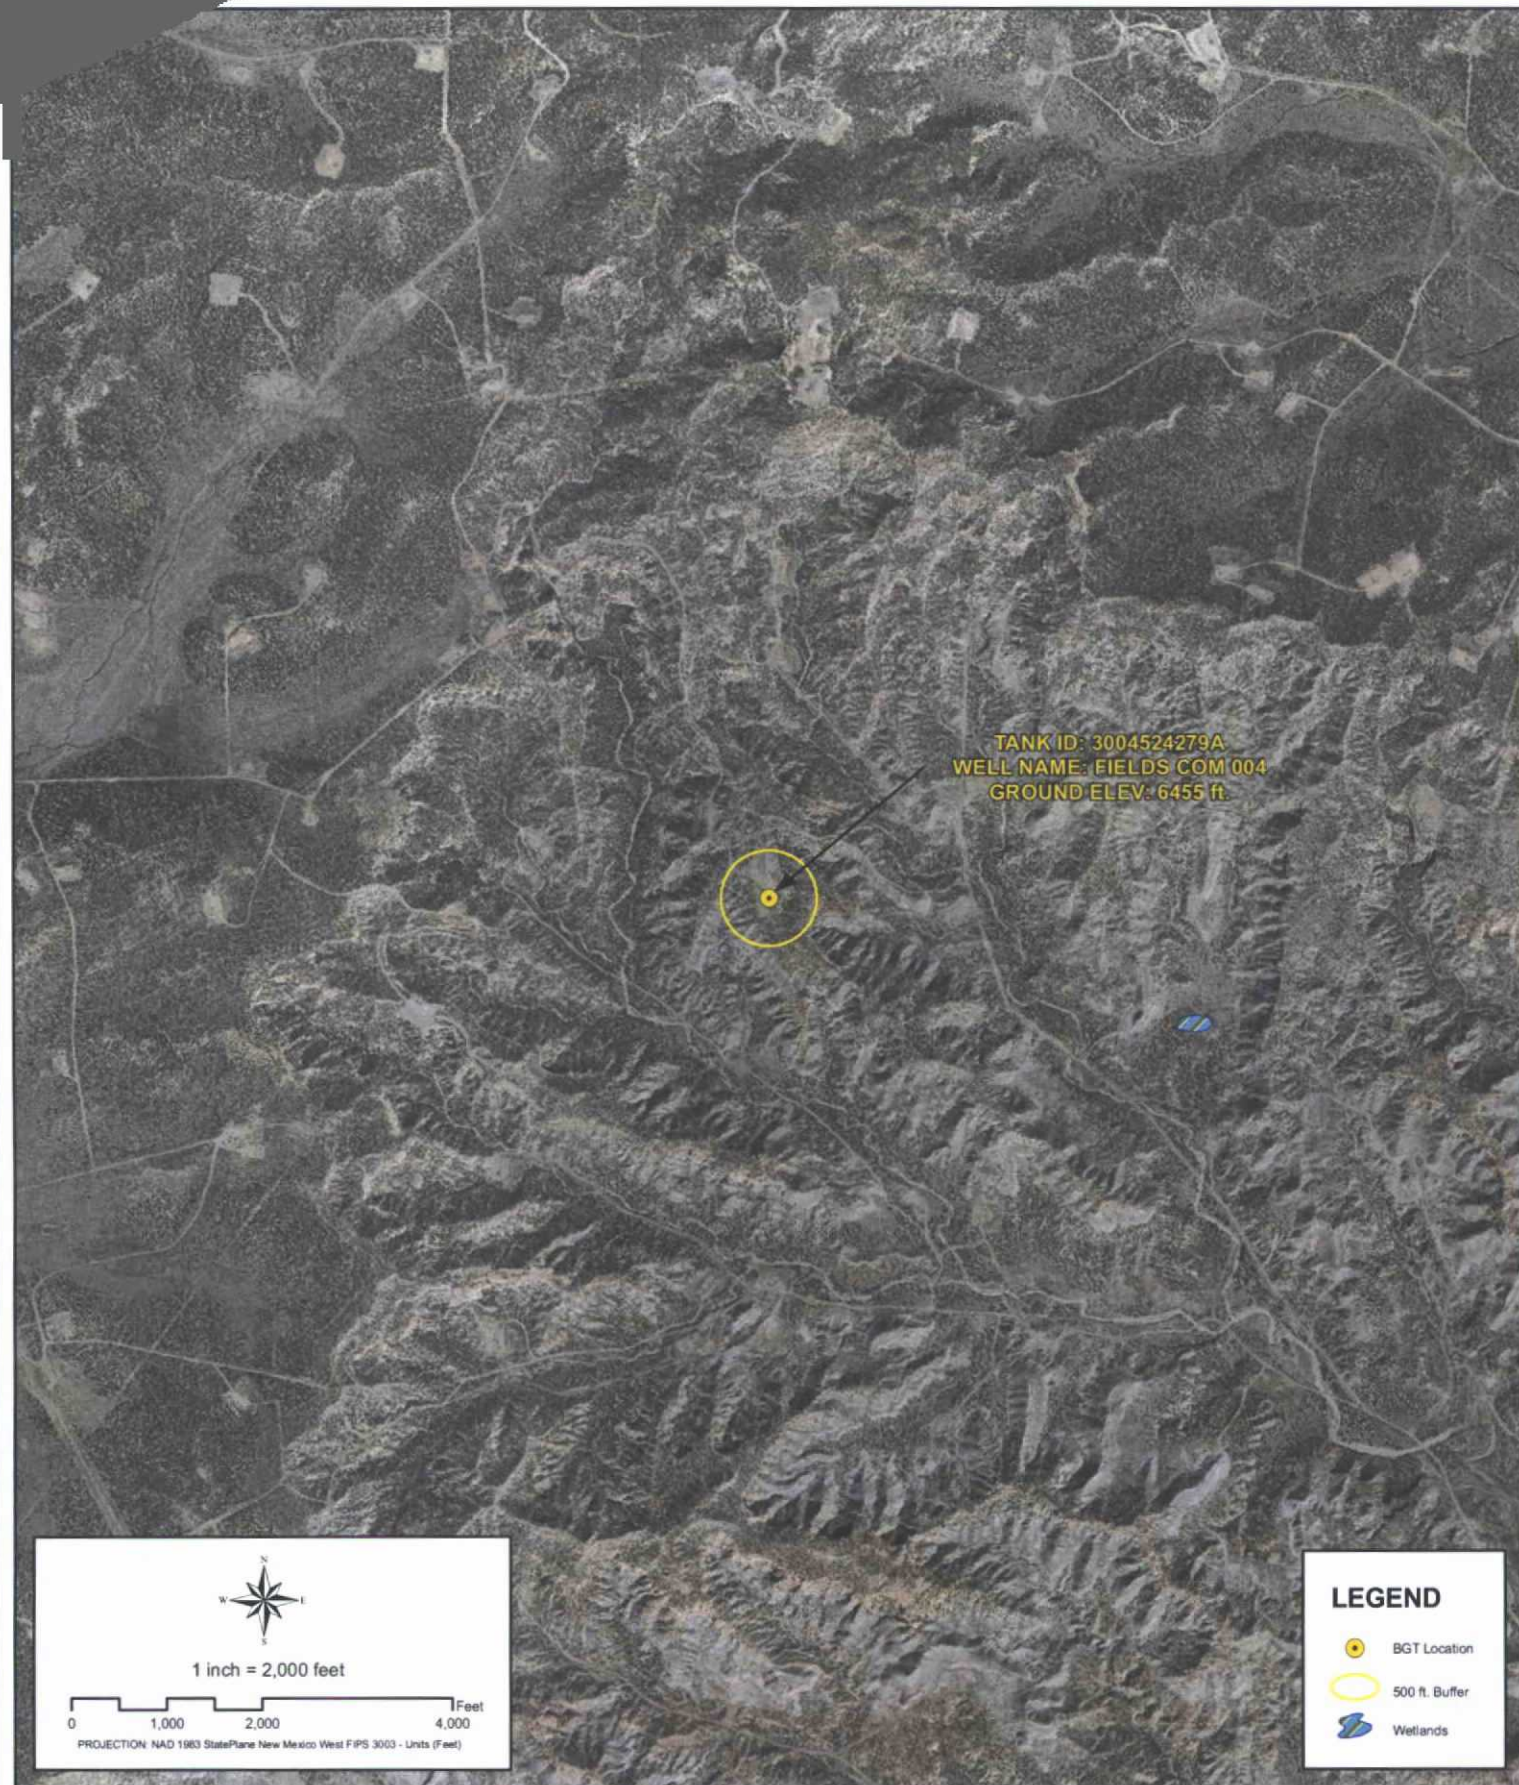 TANK ID: 3004524279A
WELL NAME: FIELDS COM 004
GROUND ELEV: 6455 ft.
N
W E
S
1 inch = 2,000 feet
Feet
0 1,000 2,000 4,000
PROJECTION: NAD 1983 StatePlane New Mexico West FIPS 3003 - Units (Feet)
LEGEND
BGT Location
500 ft. Buffer
Wetlands